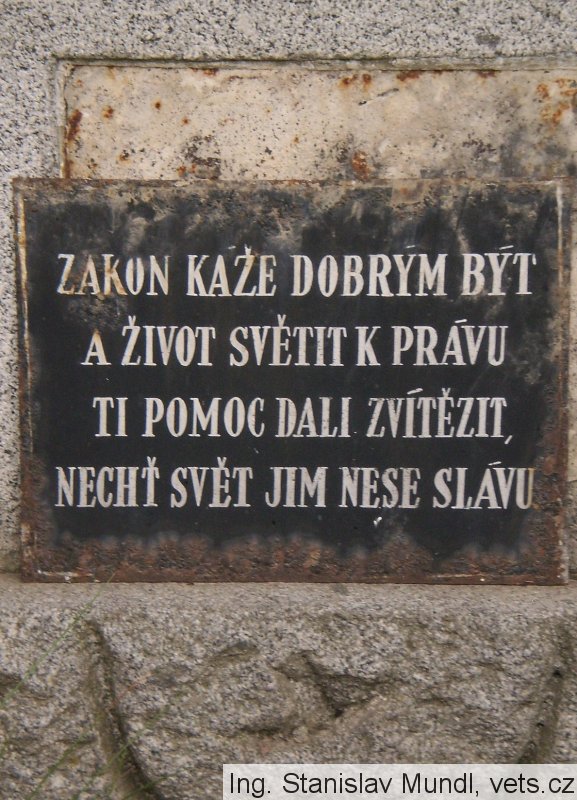 ZÁKON KAŽE DOBRÝM BÝT
A ŽIVOT SVĚTIT K PRÁVU
TI POMOC DALI ZVÍTĚZIT,
NECHŤ SVĚT JIM NESE SLÁVU
Ing. Stanislav Mundl, vets.cz